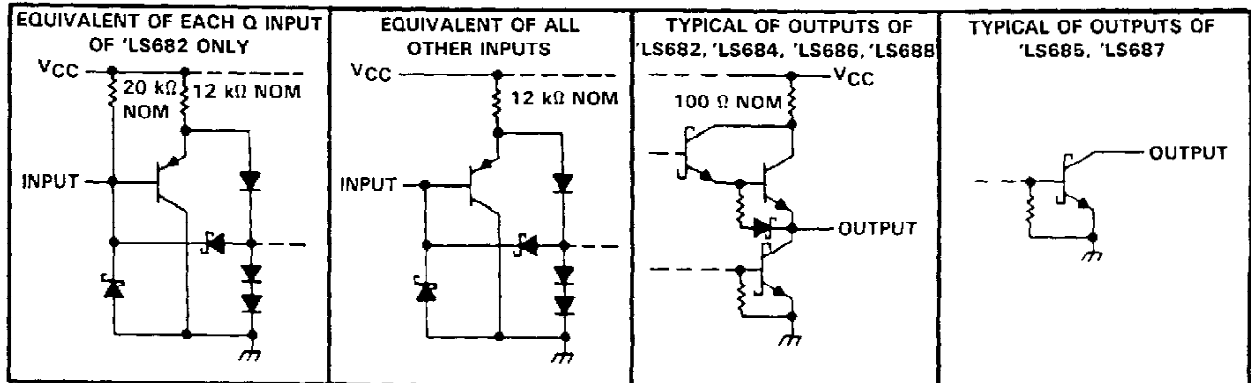 EQUIVALENT OF EACH Q INPUT
OF 'LS682 ONLY
VCC
20 kΩ
NOM
12 kΩ NOM
INPUT
EQUIVALENT OF ALL
OTHER INPUTS
VCC
12 kΩ NOM
INPUT
TYPICAL OF OUTPUTS OF
'LS682, 'LS684, 'LS686, 'LS688
VCC
100 Ω NOM
OUTPUT
TYPICAL OF OUTPUTS OF
'LS685, 'LS687
OUTPUT